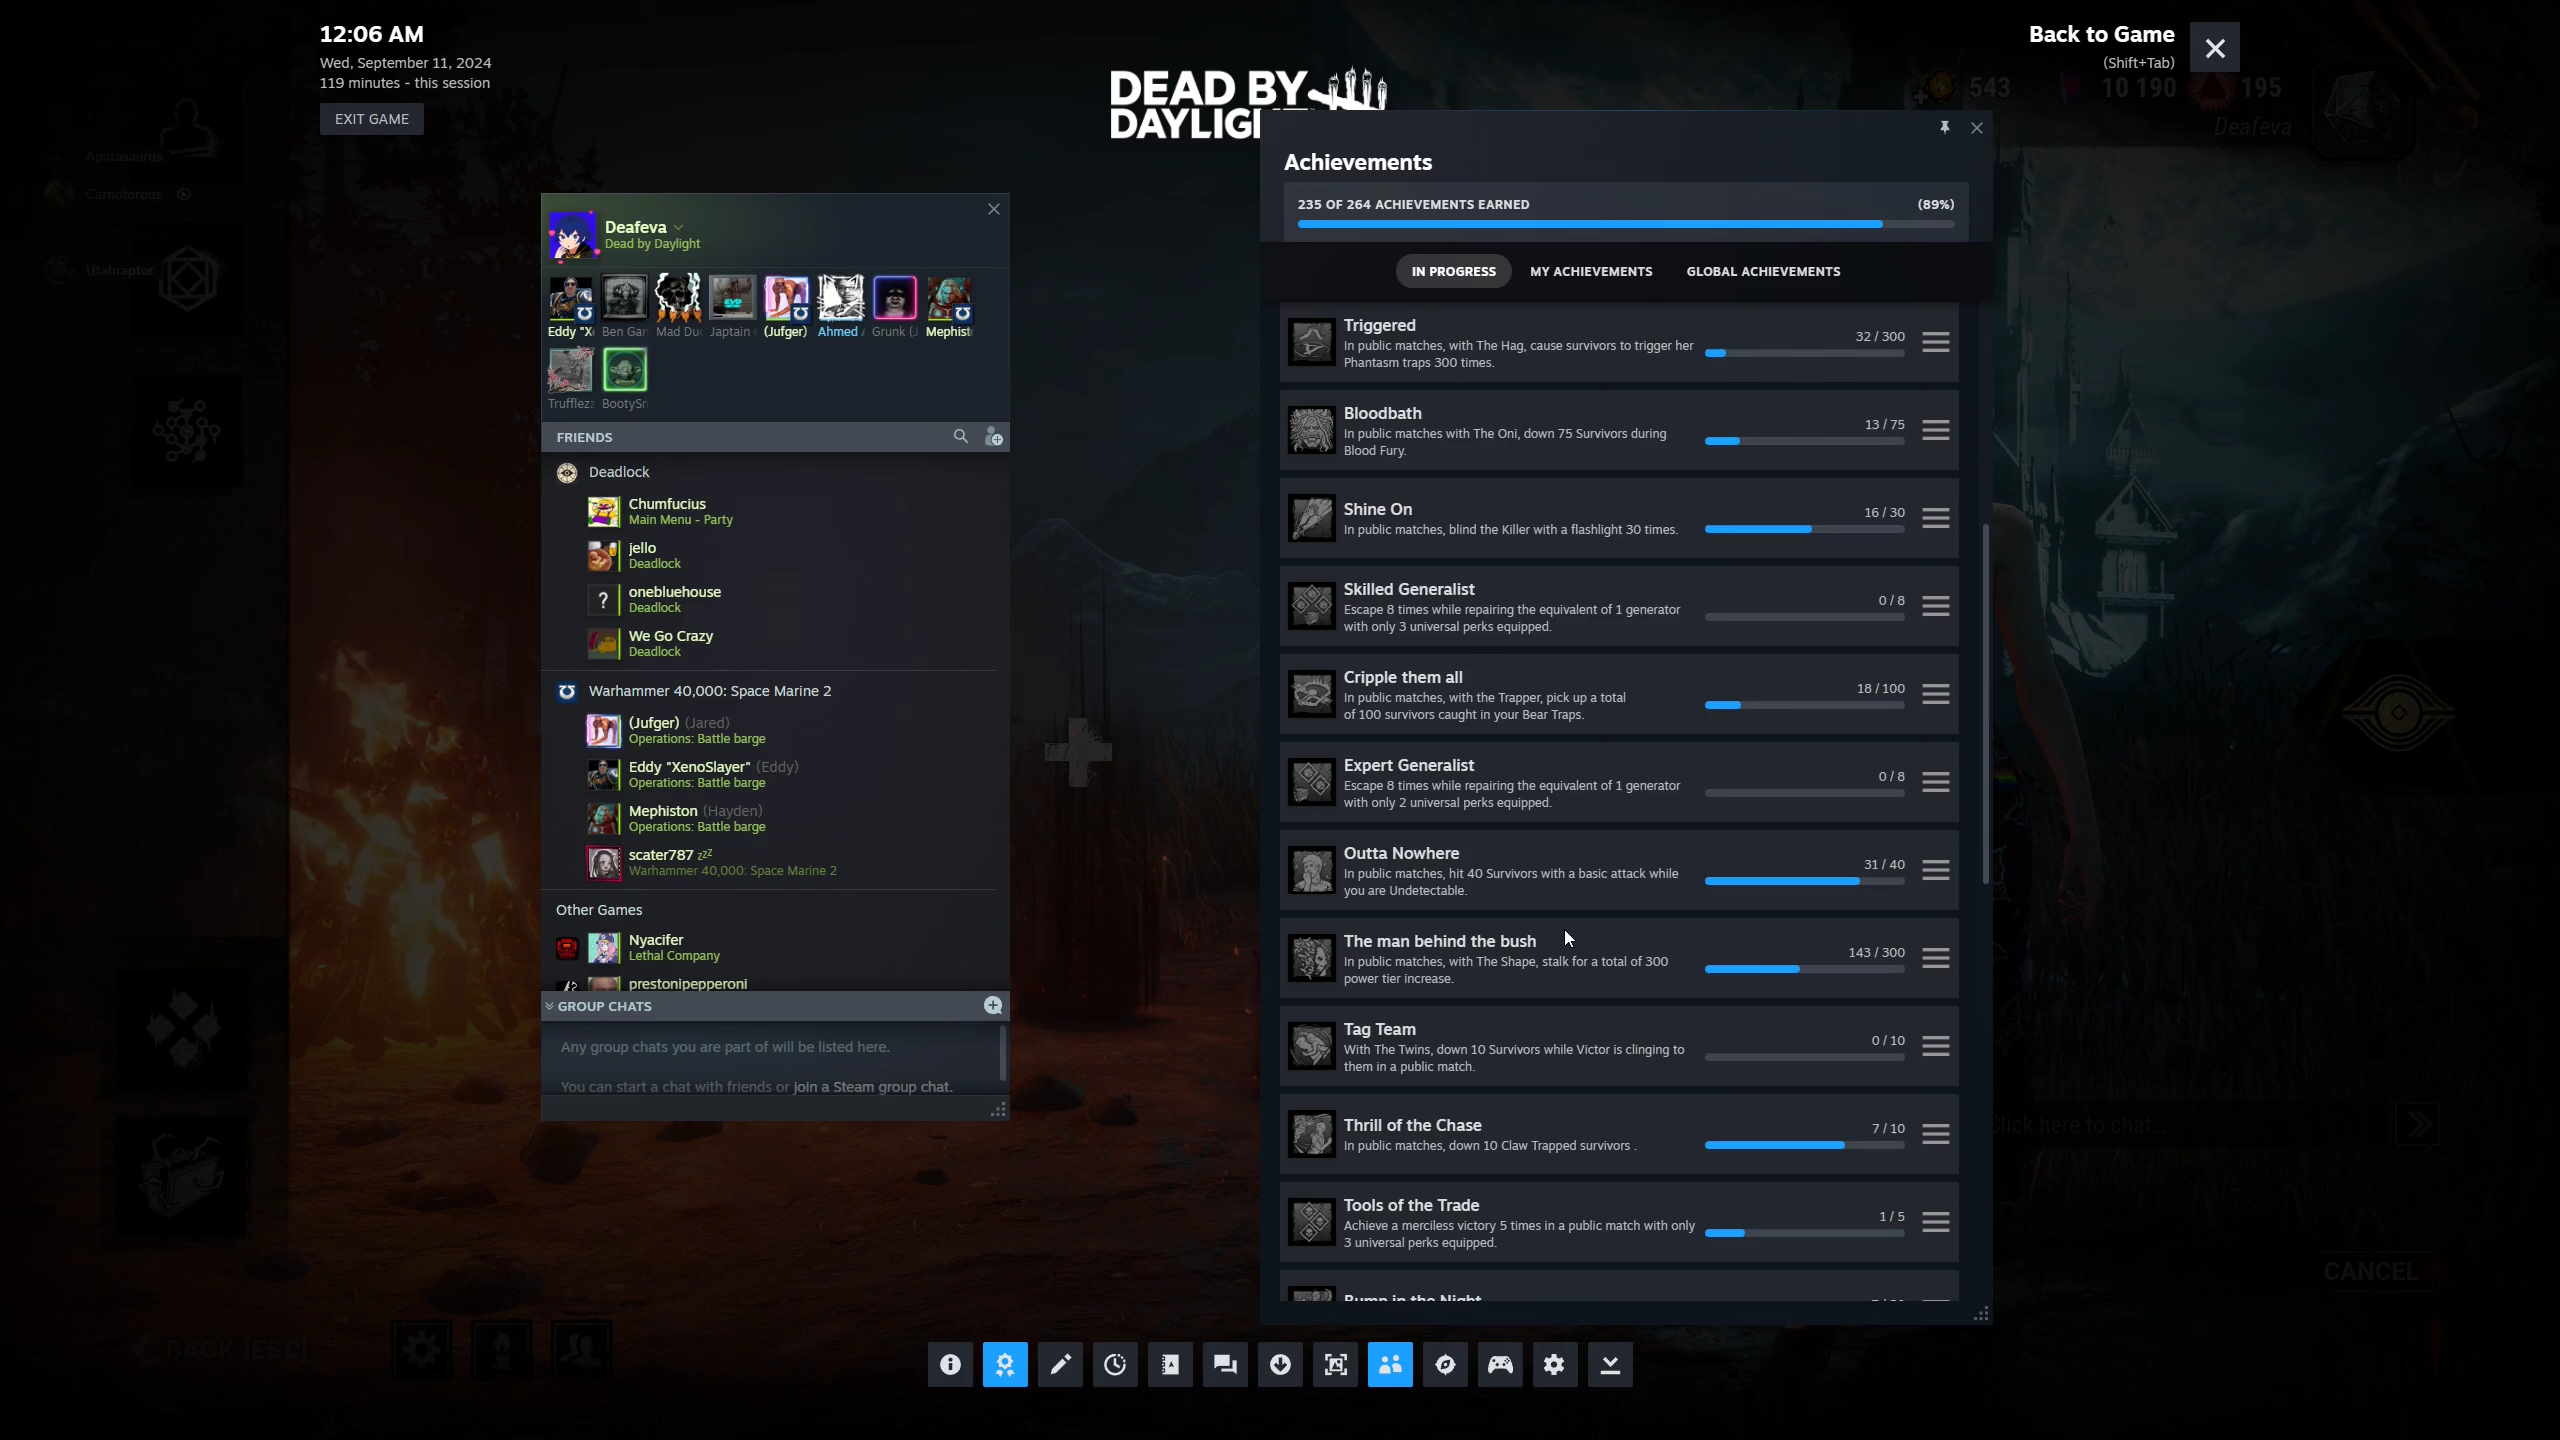 12:06 AM
Wed, September 11, 2024
119 minutes - this session
EXIT GAME
Back to Game
(Shift+Tab)
543
10 190
195
Deafeva
DEAD BY
Apatasaurus
Carnoforous
Utahraptor
Deafeva
Dead by Daylight
Eddy "X
Ben Gar
Mad Du
Japtain
(Jufger)
Ahmed
Grunk (J
Mephist
Trufflez
BootySn
FRIENDS
Deadlock
Chumfucius
Main Menu - Party
jello
Deadlock
onebluehouse
Deadlock
We Go Crazy
Deadlock
Warhammer 40,000: Space Marine 2
(Jufger) (Jared)
Operations: Battle barge
Eddy "XenoSlayer" (Eddy)
Operations: Battle barge
Mephiston (Hayden)
Operations: Battle barge
scater787 zzZ
Warhammer 40,000: Space Marine 2
Other Games
Nyacifer
Lethal Company
prestonipepperoni
GROUP CHATS
Any group chats you are part of will be listed here.
You can start a chat with friends or join a Steam group chat.
Achievements
235 OF 264 ACHIEVEMENTS EARNED
(89%)
IN PROGRESS
MY ACHIEVEMENTS
GLOBAL ACHIEVEMENTS
Triggered
In public matches, with The Hag, cause survivors to trigger her
Phantasm traps 300 times.
32 / 300
Bloodbath
In public matches with The Oni, down 75 Survivors during
Blood Fury.
13 / 75
Shine On
In public matches, blind the Killer with a flashlight 30 times.
16 / 30
Skilled Generalist
Escape 8 times while repairing the equivalent of 1 generator
with only 3 universal perks equipped.
0 / 8
Cripple them all
In public matches, with the Trapper, pick up a total
of 100 survivors caught in your Bear Traps.
18 / 100
Expert Generalist
Escape 8 times while repairing the equivalent of 1 generator
with only 2 universal perks equipped.
0 / 8
Outta Nowhere
In public matches, hit 40 Survivors with a basic attack while
you are Undetectable.
31 / 40
The man behind the bush
In public matches, with The Shape, stalk for a total of 300
power tier increase.
143 / 300
Tag Team
With The Twins, down 10 Survivors while Victor is clinging to
them in a public match.
0 / 10
Thrill of the Chase
In public matches, down 10 Claw Trapped survivors .
7 / 10
Tools of the Trade
Achieve a merciless victory 5 times in a public match with only
3 universal perks equipped.
1 / 5
Bump in the Night
Click here to chat...
CANCEL
BACK [ESC]